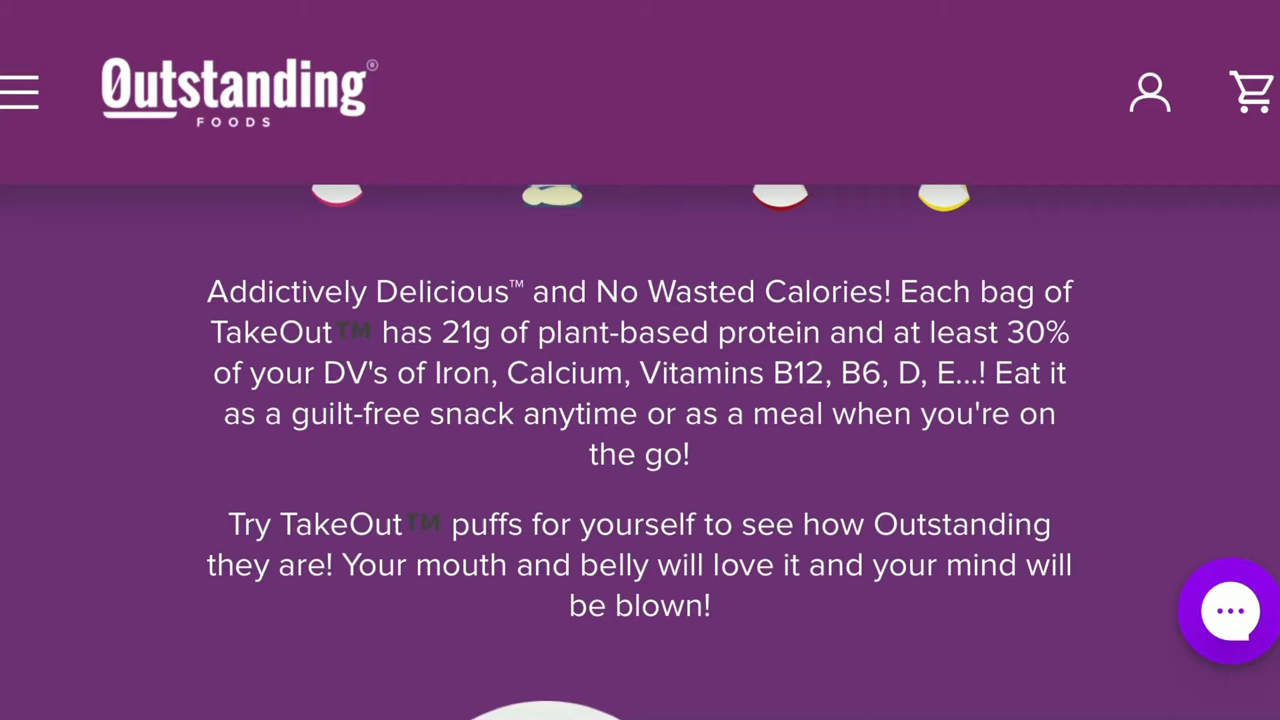 Outstanding®
FOODS
Addictively Delicious™ and No Wasted Calories! Each bag of
TakeOut™ has 21g of plant-based protein and at least 30%
of your DV's of Iron, Calcium, Vitamins B12, B6, D, E...! Eat it
as a guilt-free snack anytime or as a meal when you're on
the go!
Try TakeOut™ puffs for yourself to see how Outstanding
they are! Your mouth and belly will love it and your mind will
be blown!